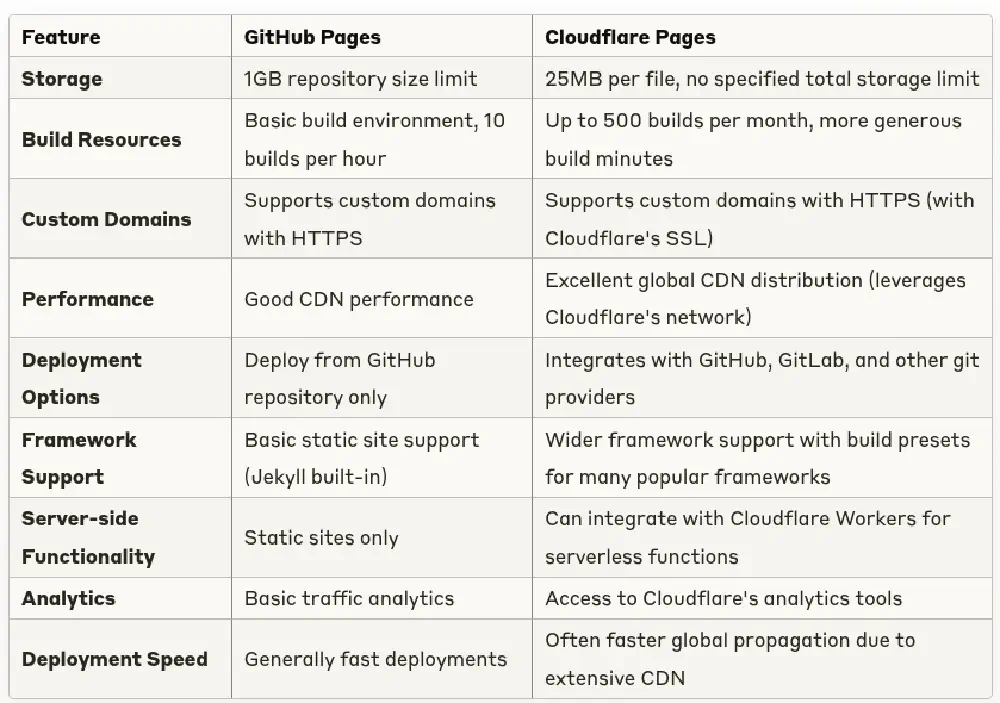 Feature GitHub Pages Cloudflare Pages
Storage 1GB repository size limit 25MB per file, no specified total storage limit
Build Resources Basic build environment, 10
builds per hour Up to 500 builds per month, more generous
build minutes
Custom Domains Supports custom domains
with HTTPS Supports custom domains with HTTPS (with
Cloudflare's SSL)
Performance Good CDN performance Excellent global CDN distribution (leverages
Cloudflare's network)
Deployment
Options Deploy from GitHub
repository only Integrates with GitHub, GitLab, and other git
providers
Framework
Support Basic static site support
(Jekyll built-in) Wider framework support with build presets
for many popular frameworks
Server-side
Functionality Static sites only Can integrate with Cloudflare Workers for
serverless functions
Analytics Basic traffic analytics Access to Cloudflare's analytics tools
Deployment Speed Generally fast deployments Often faster global propagation due to
extensive CDN